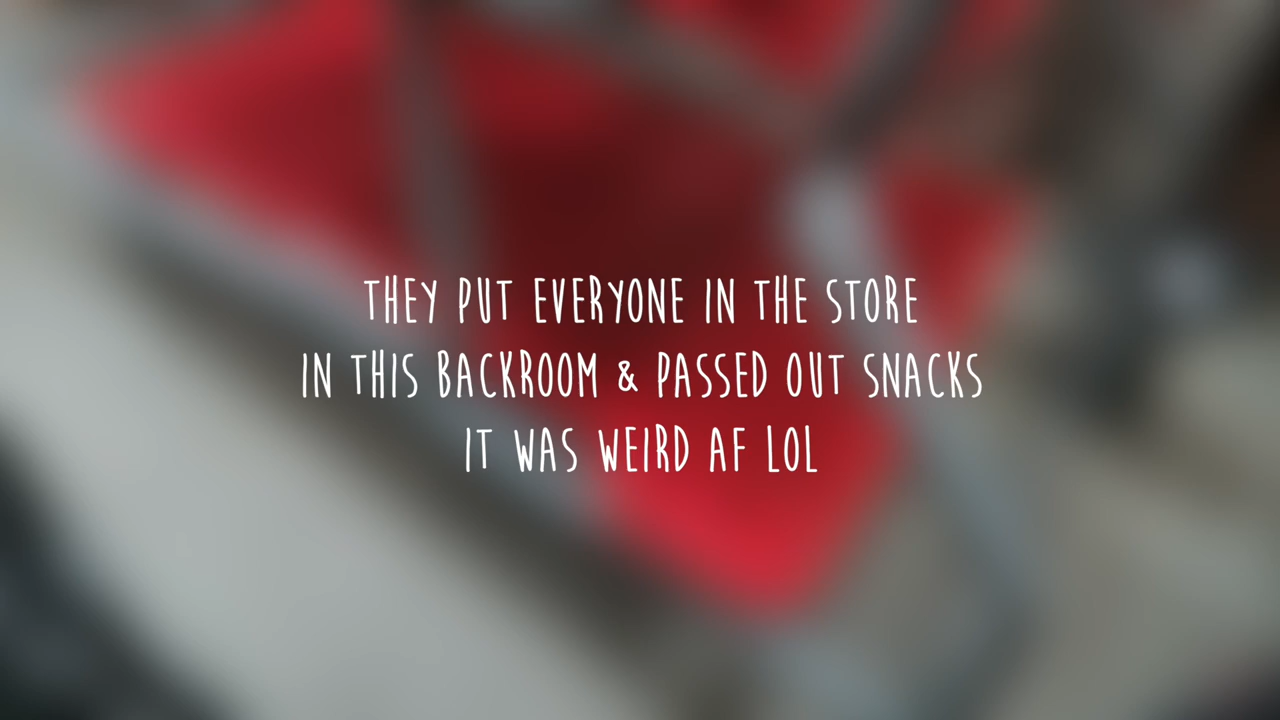 THEY PUT EVERYONE IN THE STORE
IN THIS BACKROOM & PASSED OUT SNACKS
IT WAS WEIRD AF LOL